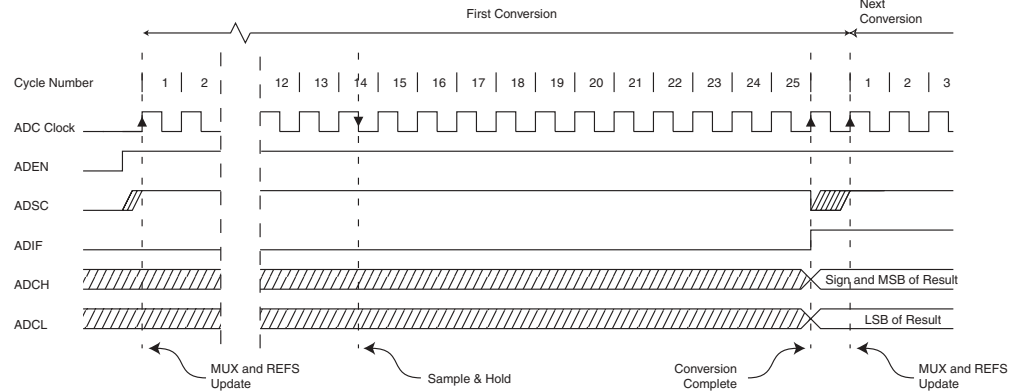 First Conversion
Next
Conversion
Cycle Number 1 2 12 13 14 15 16 17 18 19 20 21 22 23 24 25 1 2 3
ADC Clock
ADEN
ADSC
ADIF
ADCH Sign and MSB of Result
ADCL LSB of Result
MUX and REFS
Update
Sample & Hold
Conversion
Complete
MUX and REFS
Update